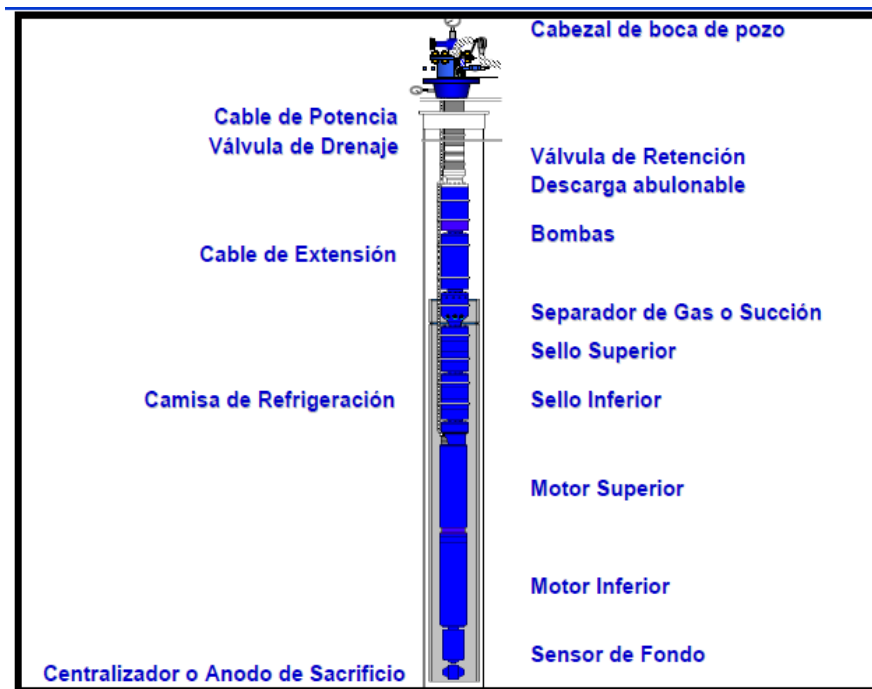 Cabezal de boca de pozo
Cable de Potencia
Válvula de Drenaje
Válvula de Retención
Descarga abulonable
Bombas
Cable de Extensión
Separador de Gas o Succión
Sello Superior
Camisa de Refrigeración
Sello Inferior
Motor Superior
Motor Inferior
Sensor de Fondo
Centralizador o Anodo de Sacrificio